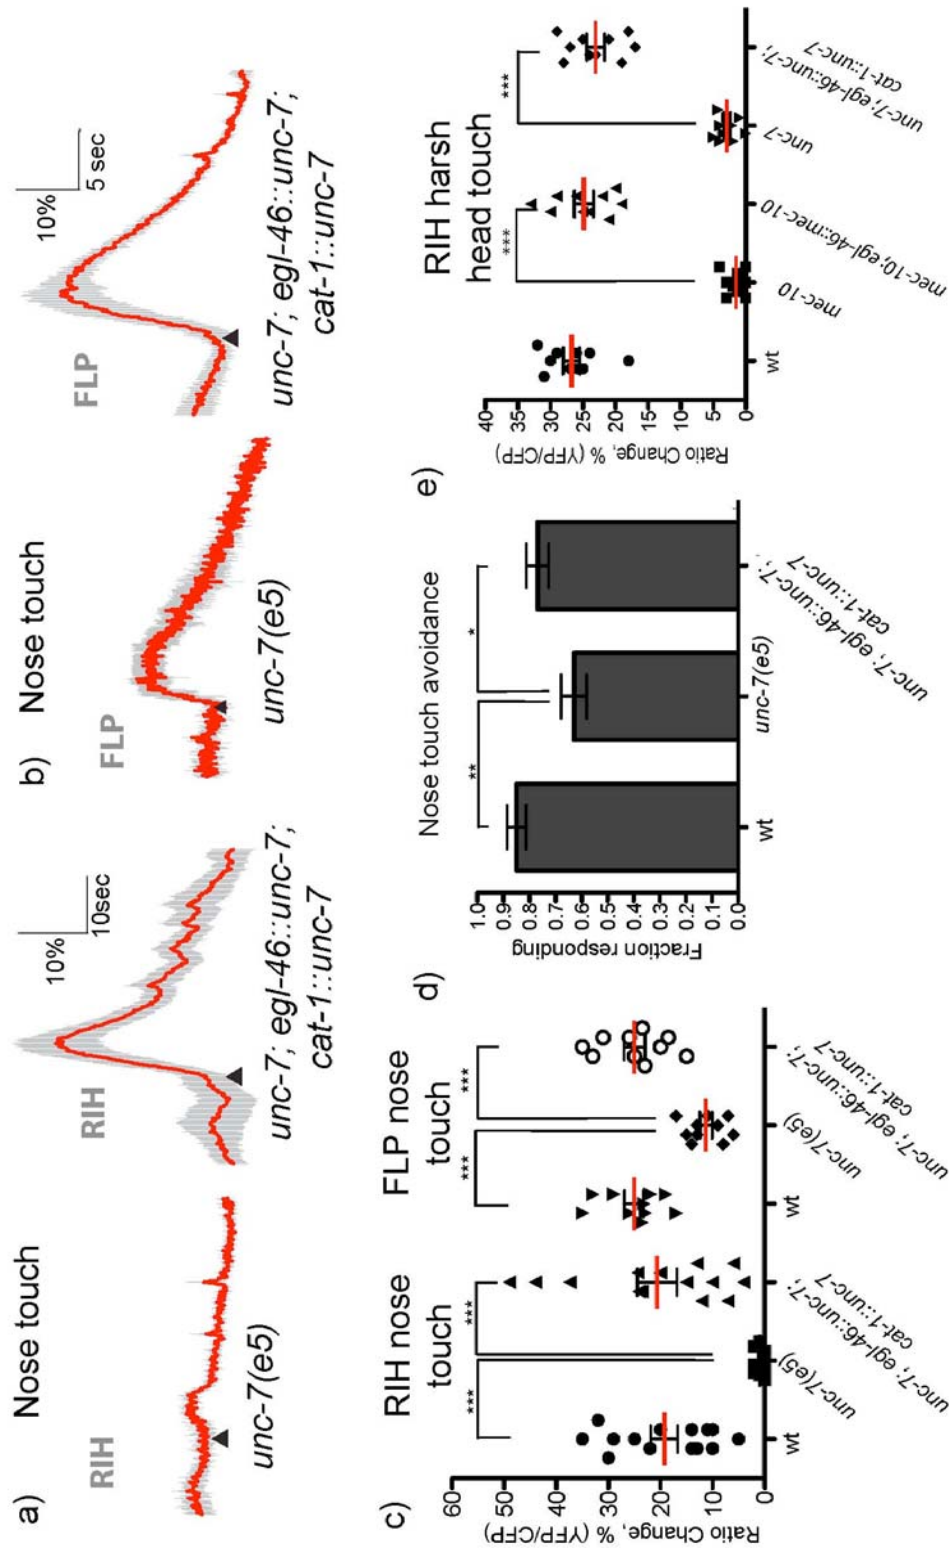 a)
Nose touch
RIH
unc-7(e5)
RIH
10%
10sec
unc-7; egl-46::unc-7;
cat-1::unc-7
b)
Nose touch
FLP
unc-7(e5)
FLP
10%
5 sec
unc-7; egl-46::unc-7;
cat-1::unc-7
c)
RIH nose
touch
FLP nose
touch
Ratio Change, % (YFP/CFP)
60
50
40
30
20
10
0
***
***
***
***
wt
unc-7(e5)
unc-7; egl-46::unc-7;
cat-1::unc-7
wt
unc-7(e5)
unc-7; egl-46::unc-7;
cat-1::unc-7
d)
Nose touch avoidance
Fraction responding
1.0
0.9
0.8
0.7
0.6
0.5
0.4
0.3
0.2
0.1
0.0
**
*
wt
unc-7(e5)
unc-7; egl-46::unc-7;
cat-1::unc-7
e)
RIH harsh
head touch
Ratio Change, % (YFP/CFP)
40
35
30
25
20
15
10
5
0
***
***
wt
mec-10
mec-10; egl-46::mec-10
unc-7
unc-7; egl-46::unc-7;
cat-1::unc-7